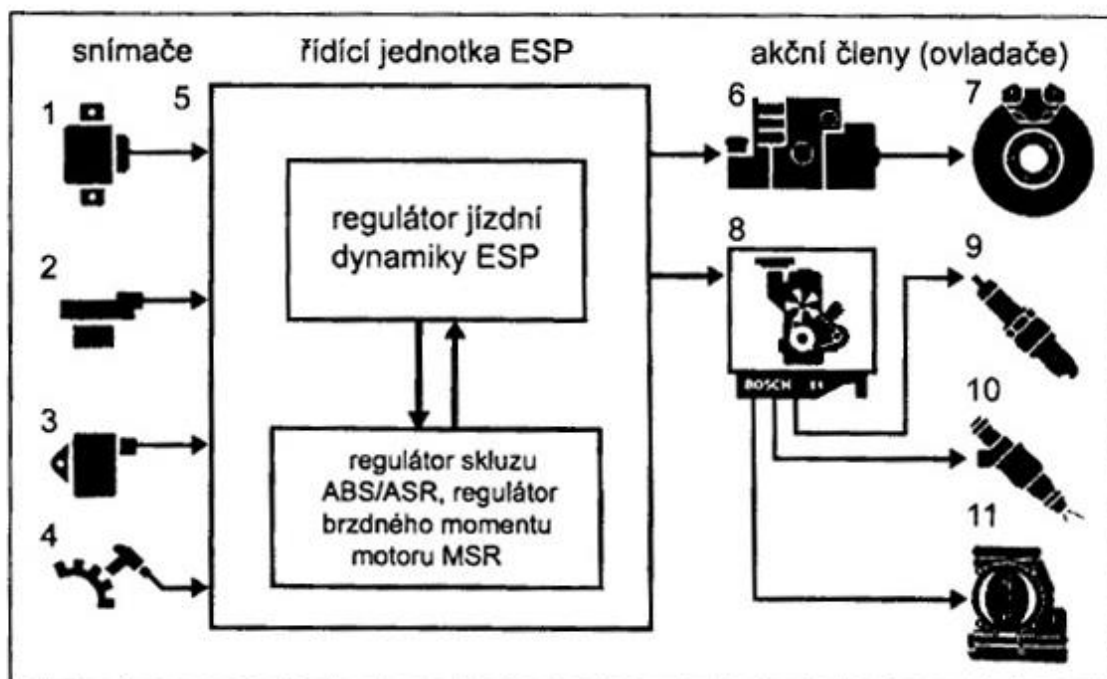 snímače
řídící jednotka ESP
akční členy (ovladače)
1
5
6
7
regulátor jízdní
dynamiky ESP
2
8
9
BOSCH
3
10
regulátor skluzu
ABS/ASR, regulátor
brzdného momentu
motoru MSR
4
11